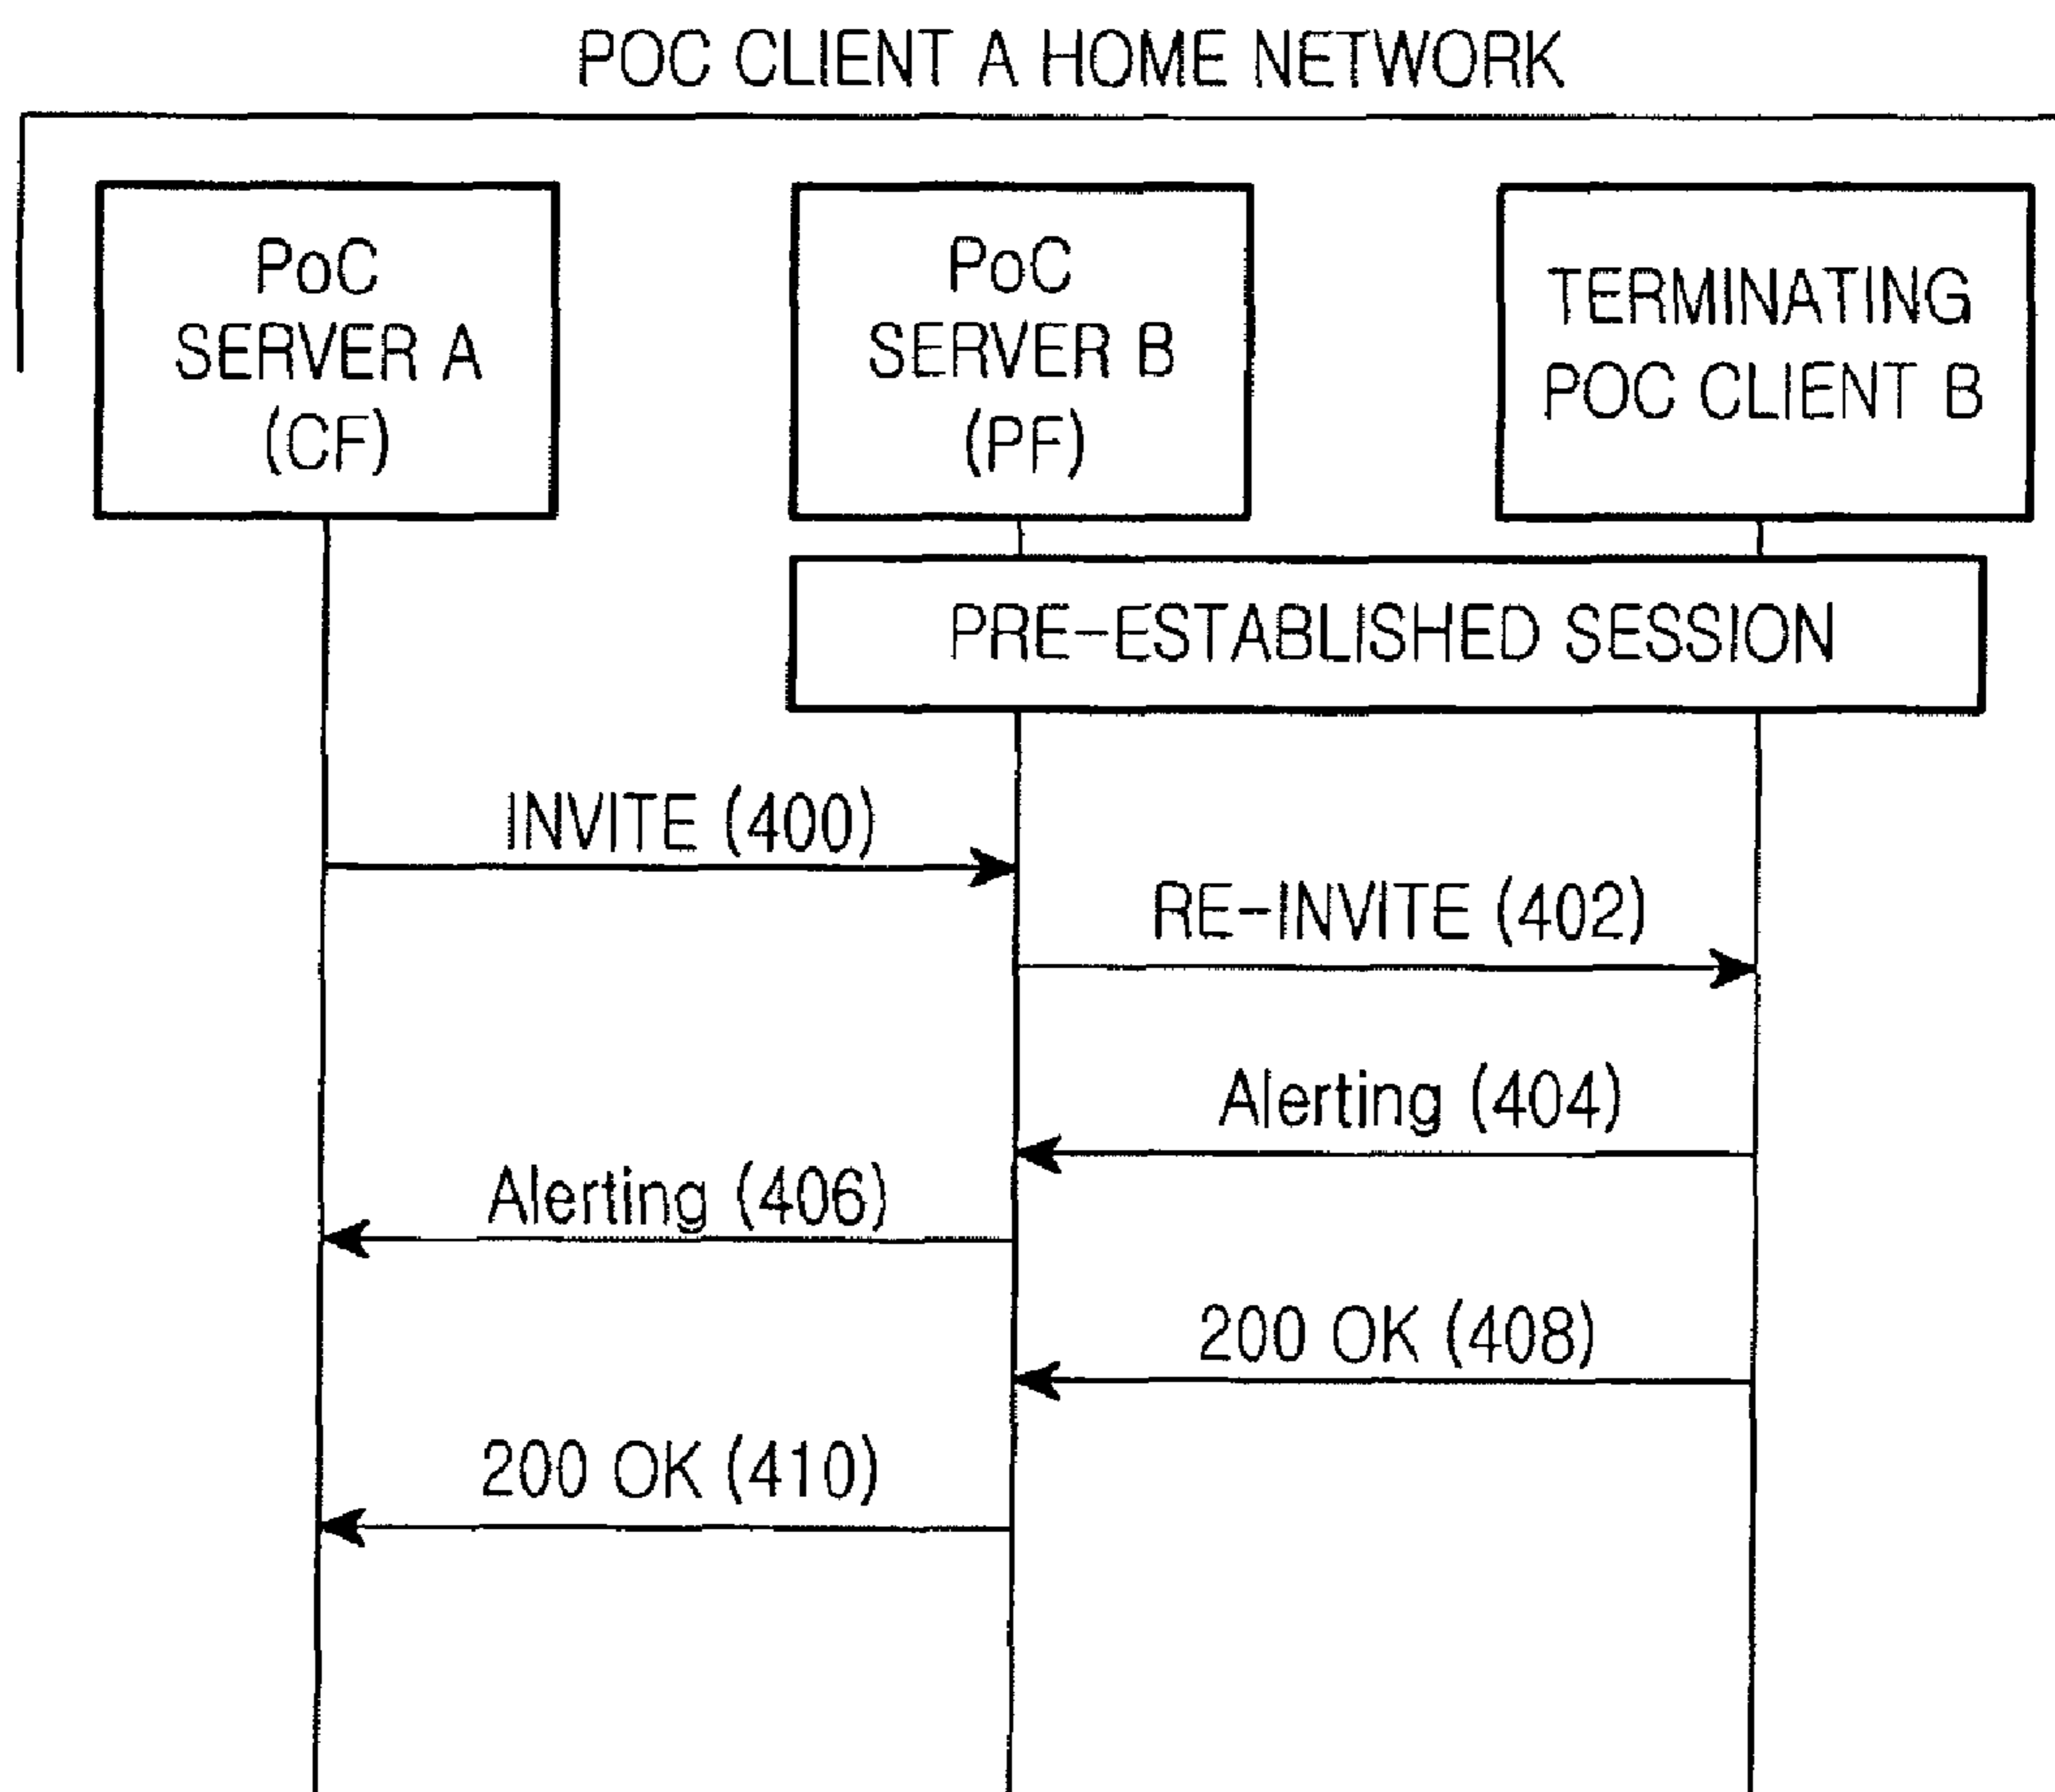 POC CLIENT A HOME NETWORK
PoC
SERVER A
(CF)
PoC
SERVER B
(PF)
TERMINATING
POC CLIENT B
PRE-ESTABLISHED SESSION
INVITE (400)
RE-INVITE (402)
Alerting (404)
Alerting (406)
200 OK (408)
200 OK (410)